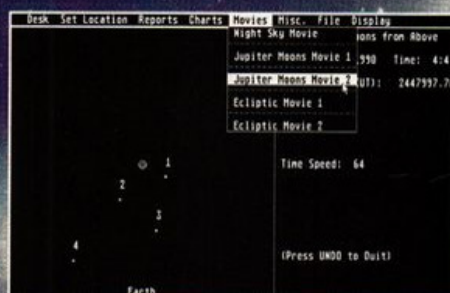 Desk Set Location Reports Charts Movies Misc. File Display
Night Sky Movie
oons from Above
Jupiter Moons Movie 1
990 Time: 4:4
Jupiter Moons Movie 2
(UT): 2447997.7
Ecliptic Movie 1
Ecliptic Movie 2
1
Time Speed: 64
2
3
4
(Press UNDO to Quit)
Earth